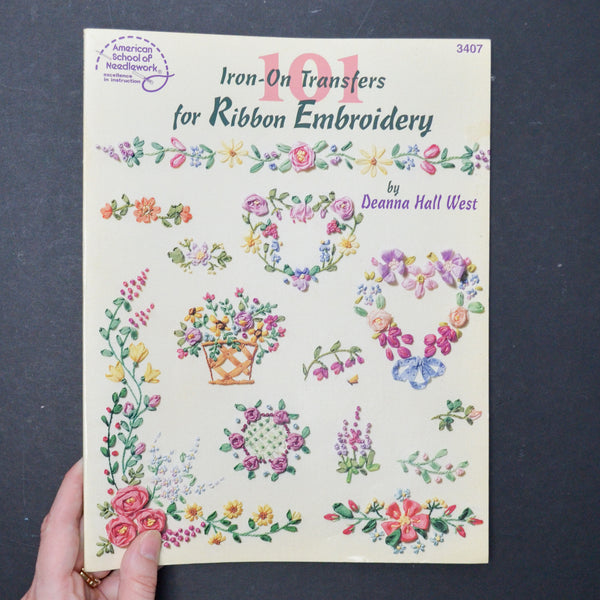 American
School of
Needlework®
excellence
in instruction
3407
101
Iron-On Transfers
for Ribbon Embroidery
by
Deanna Hall West